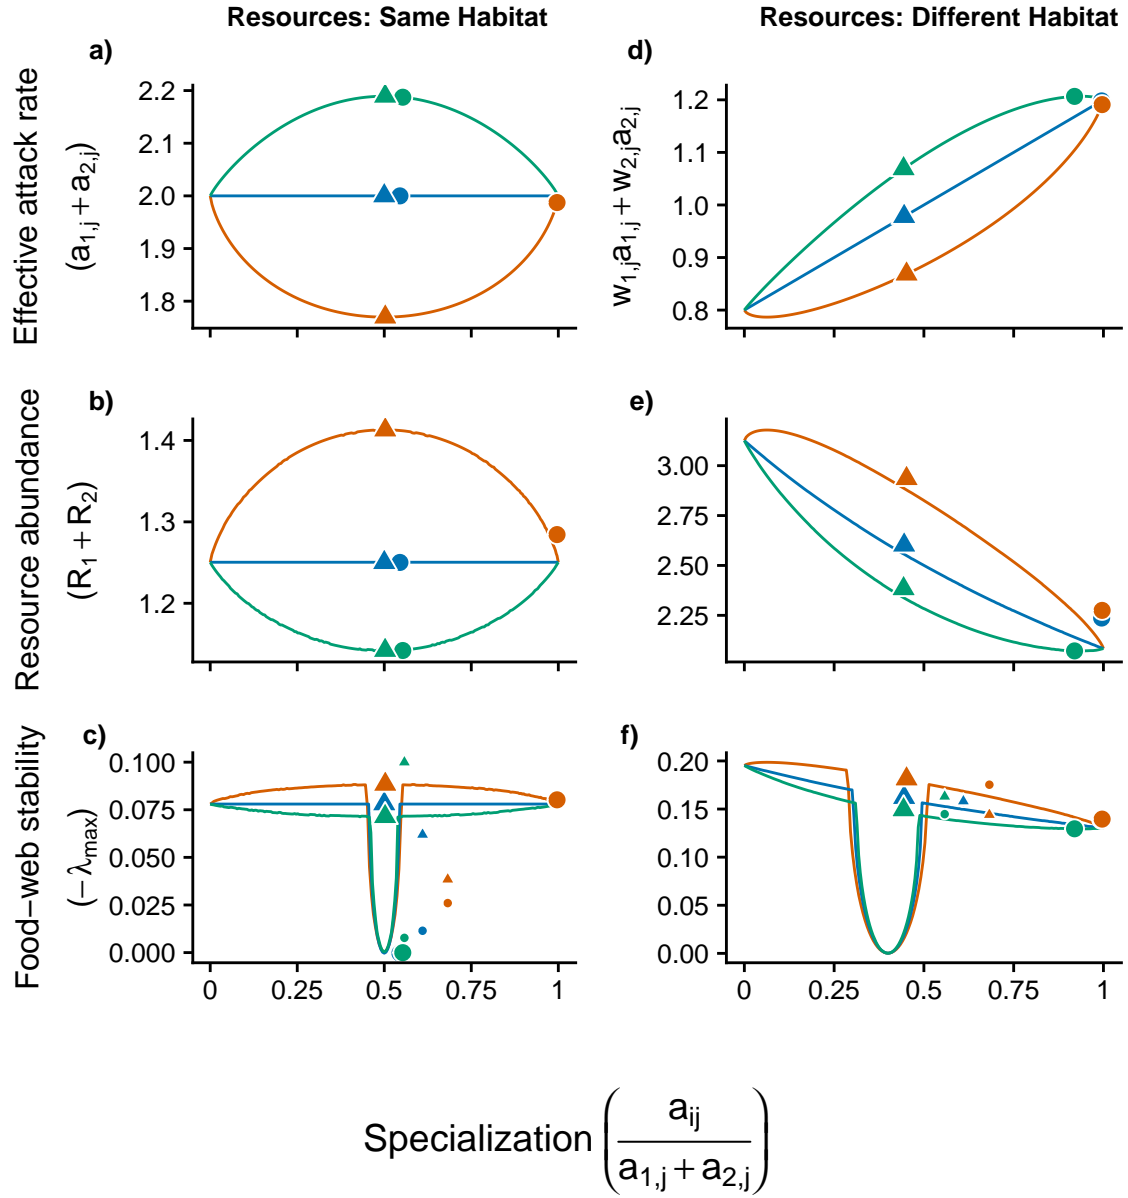 Resources: Same Habitat
Resources: Different Habitat
a)
Effective attack rate
(a1,j + a2,j)
2.2
2.1
2.0
1.9
1.8
d)
w1,ja1,j + w2,ja2,j
1.2
1.1
1.0
0.9
0.8
b)
Resource abundance
(R1 + R2)
1.4
1.3
1.2
e)
3.00
2.75
2.50
2.25
c)
Food−web stability
(−λmax)
0.100
0.075
0.050
0.025
0.000
0 0.25 0.5 0.75 1
f)
0.20
0.15
0.10
0.05
0.00
0 0.25 0.5 0.75 1
Specialization (aij / a1,j + a2,j)